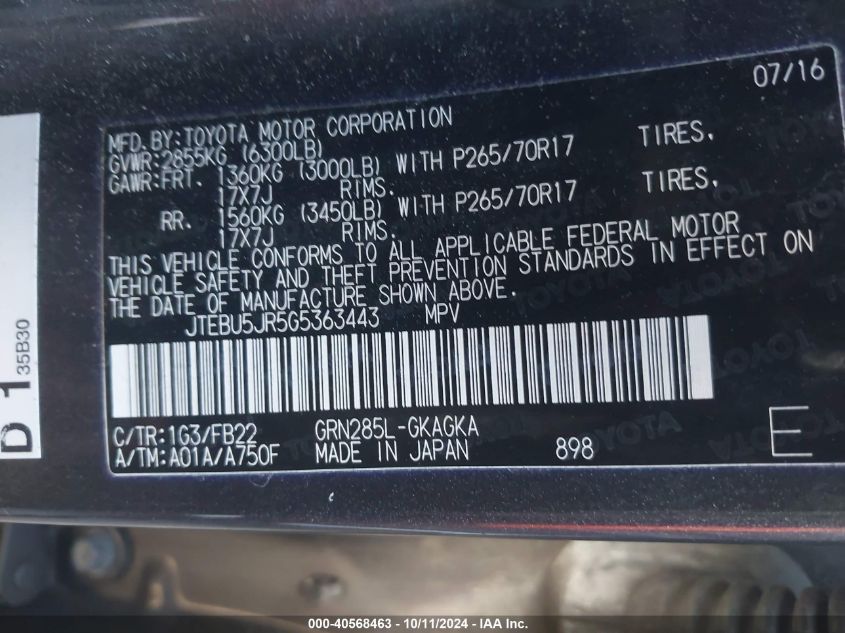 07/16
MFD.BY:TOYOTA MOTOR CORPORATION
GVWR:2855KG (6300LB)
GAWR:FRT. 1360KG (3000LB) WITH P265/70R17 TIRES.
17X7J RIMS.
RR. 1560KG (3450LB) WITH P265/70R17 TIRES.
17X7J RIMS.
THIS VEHICLE CONFORMS TO ALL APPLICABLE FEDERAL MOTOR
VEHICLE SAFETY AND THEFT PREVENTION STANDARDS IN EFFECT ON
THE DATE OF MANUFACTURE SHOWN ABOVE.
JTEBU5JR5G5363443 MPV
C/TR:1G3/FB22 GRN285L-GKAGKA
A/TM:A01A/A750F MADE IN JAPAN 898 E
D 1 35B30
000-40568463 - 10/11/2024 - IAA Inc.